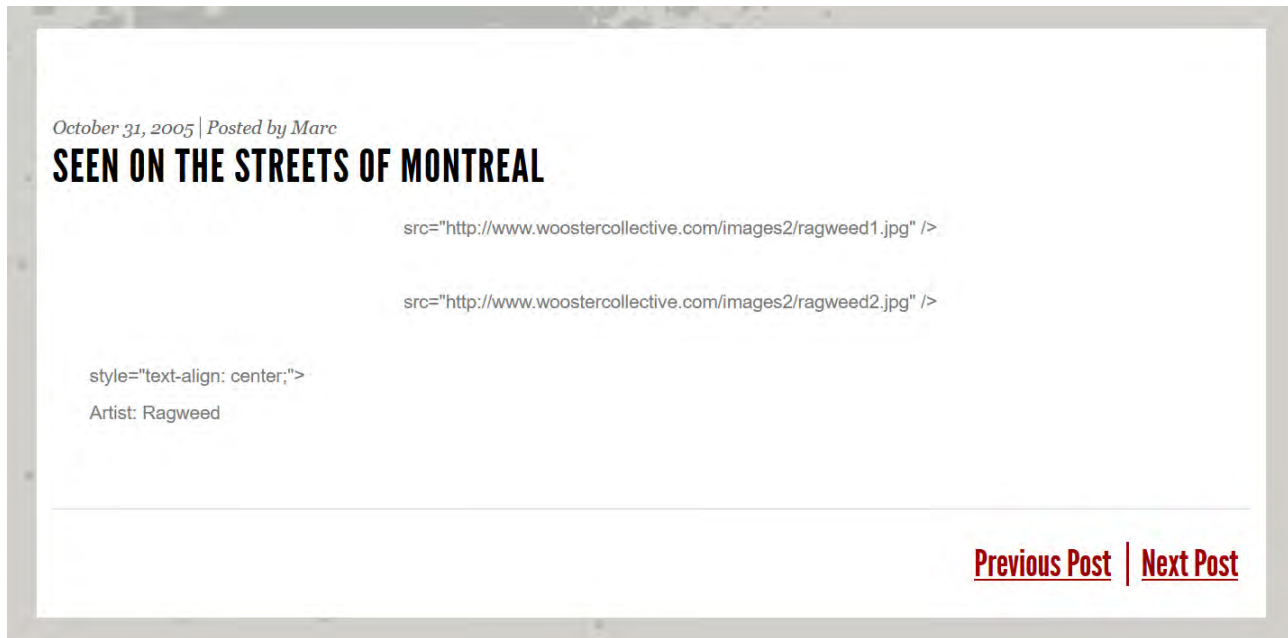 October 31, 2005 | Posted by Marc
SEEN ON THE STREETS OF MONTREAL
src="http://www.woostercollective.com/images2/ragweed1.jpg" />
src="http://www.woostercollective.com/images2/ragweed2.jpg" />
style="text-align: center;">
Artist: Ragweed
Previous Post | Next Post